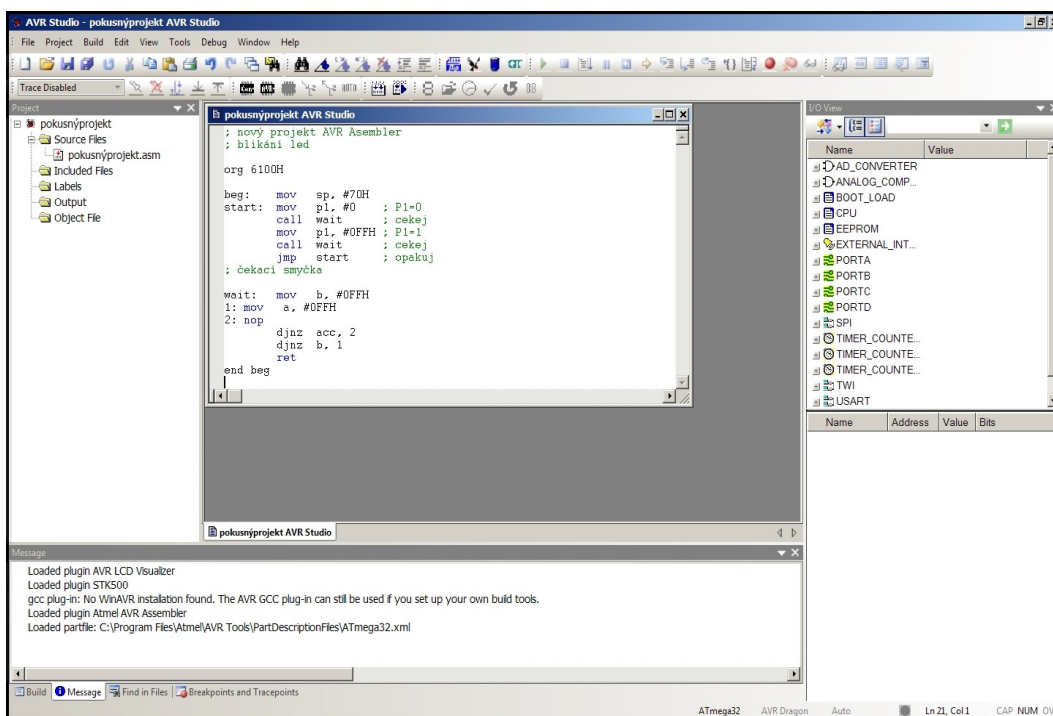 AVR Studio - pokusnýprojekt AVR Studio
File Project Build Edit View Tools Debug Window Help
Trace Disabled
Project
pokusnýprojekt
Source Files
pokusnýprojekt.asm
Included Files
Labels
Output
Object File
pokusnýprojekt AVR Studio
; nový projekt AVR Asembler
; blikání led
org 6100H
beg: mov sp, #70H
start: mov p1, #0 ; P1=0
call wait ; cekej
mov p1, #0FFH ; P1=1
call wait ; cekej
jmp start ; opakuj
; čekací smyčka
wait: mov b, #0FFH
1: mov a, #0FFH
2: nop
djnz acc, 2
djnz b, 1
ret
end beg
pokusnýprojekt AVR Studio
I/O View
Name Value
AD_CONVERTER
ANALOG_COMP...
BOOT_LOAD
CPU
EEPROM
EXTERNAL_INT...
PORTA
PORTB
PORTC
PORTD
SPI
TIMER_COUNTE...
TIMER_COUNTE...
TIMER_COUNTE...
TWI
USART
Name Address Value Bits
Message
Loaded plugin AVR LCD Visualizer
Loaded plugin STK500
gcc plug-in: No WinAVR installation found. The AVR GCC plug-in can still be used if you set up your own build tools.
Loaded plugin Atmel AVR Assembler
Loaded partfile: C:\Program Files\Atmel\AVR Tools\PartDescriptionFiles\ATmega32.xml
Build Message Find in Files Breakpoints and Tracepoints
ATmega32 AVR Dragon Auto Ln 21, Col 1 CAP NUM OV